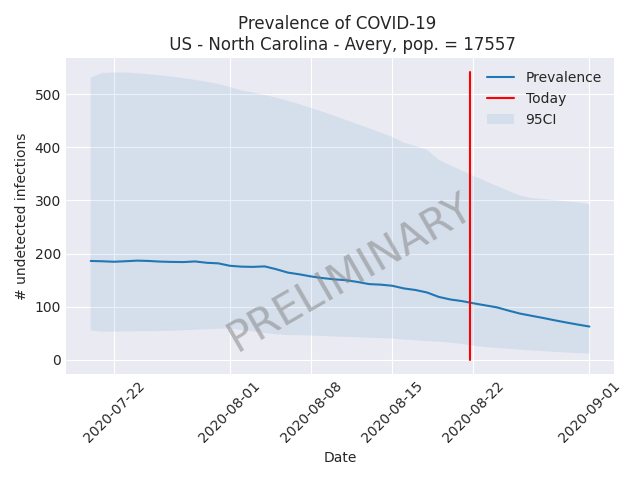 Prevalence of COVID-19
US - North Carolina - Avery, pop. = 17557
# undetected infections
500
400
300
200
100
0
Prevalence
Today
95CI
PRELIMINARY
2020-07-22
2020-08-01
2020-08-08
2020-08-15
2020-08-22
2020-09-01
Date